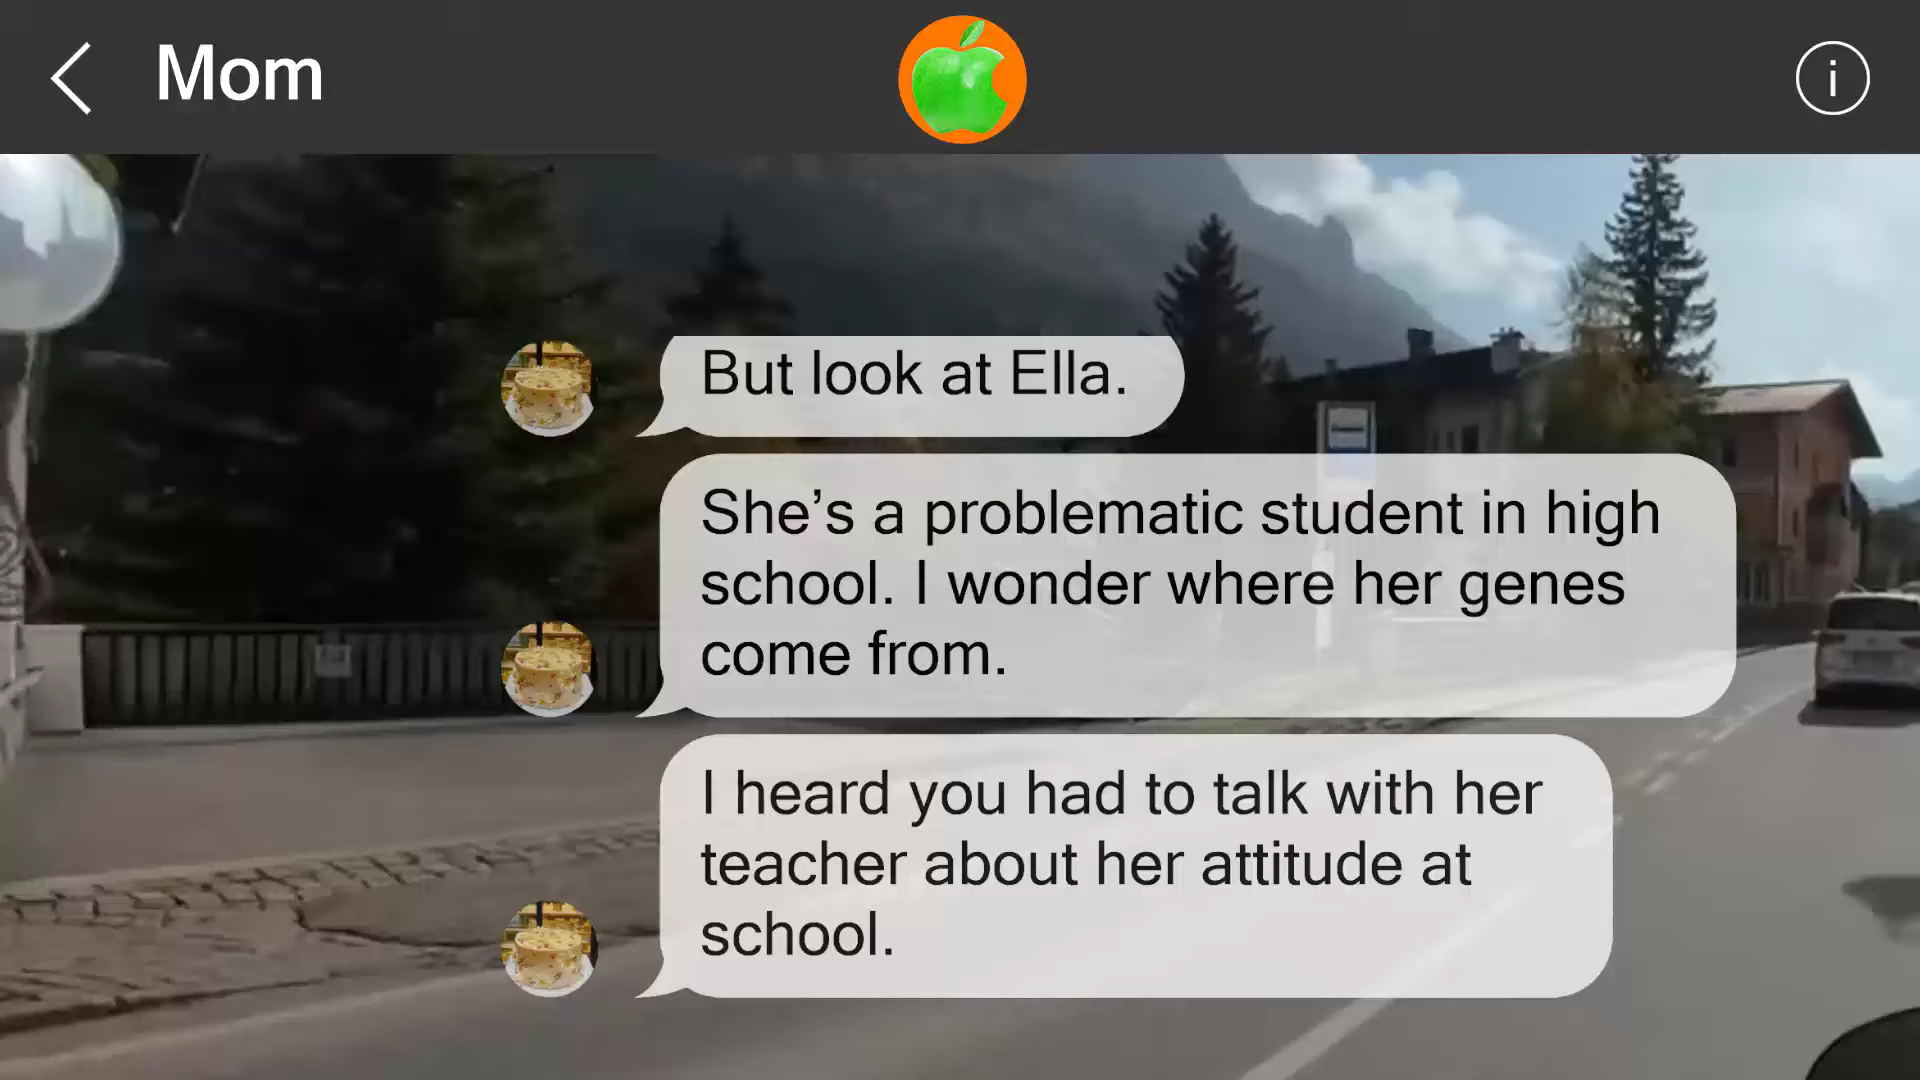 Mom
i
But look at Ella.
She’s a problematic student in high
school. I wonder where her genes
come from.
I heard you had to talk with her
teacher about her attitude at
school.